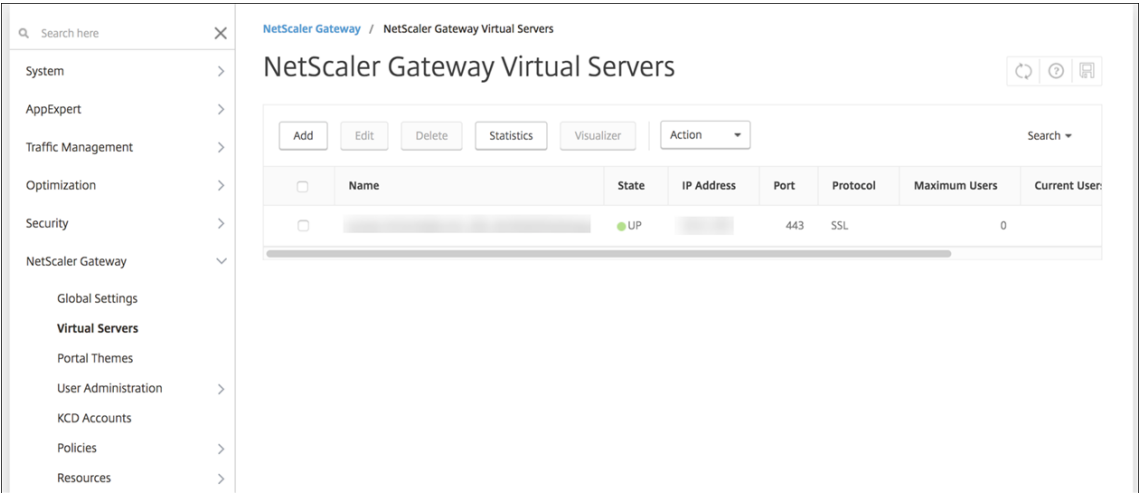 Search here
System
AppExpert
Traffic Management
Optimization
Security
NetScaler Gateway
Global Settings
Virtual Servers
Portal Themes
User Administration
KCD Accounts
Policies
Resources
NetScaler Gateway / NetScaler Gateway Virtual Servers
NetScaler Gateway Virtual Servers
Add Edit Delete Statistics Visualizer Action Search
Name State IP Address Port Protocol Maximum Users Current Users
UP 443 SSL 0